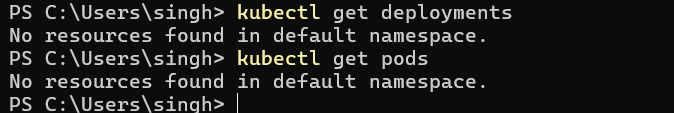 PS C:\Users\singh> kubectl get deployments
No resources found in default namespace.
PS C:\Users\singh> kubectl get pods
No resources found in default namespace.
PS C:\Users\singh>